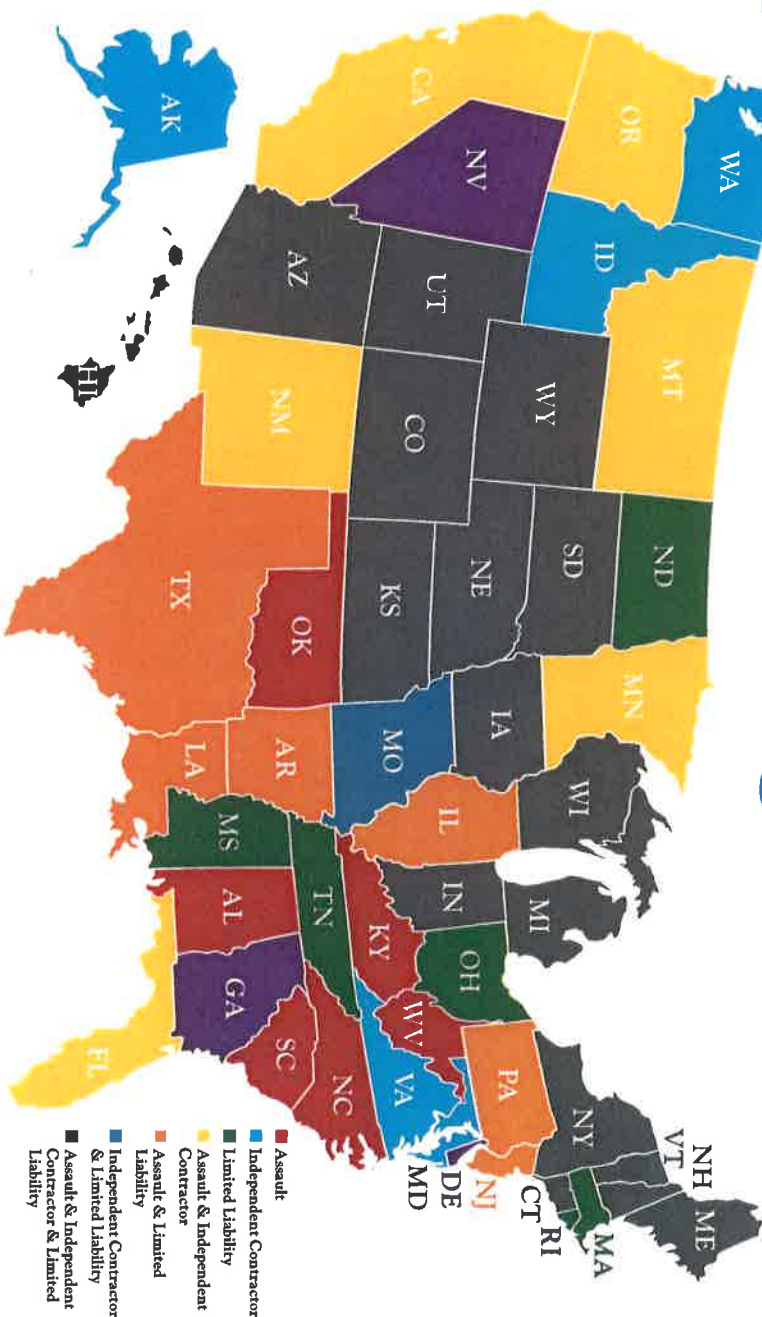 WA
OR
CA
NV
ID
MT
WY
UT
AZ
CO
NM
ND
SD
NE
KS
OK
TX
MN
IA
MO
AR
LA
WI
IL
MI
IN
OH
KY
TN
MS
AL
GA
FL
SC
NC
VA
WV
PA
NY
NH
VT
ME
MA
RI
CT
NJ
DE
MD
AK
HI
Assault
Independent Contractor
Limited Liability
Assault & Independent
Contractor
Assault & Limited
Liability
Independent Contractor
& Limited Liability
Assault & Independent
Contractor & Limited
Liability